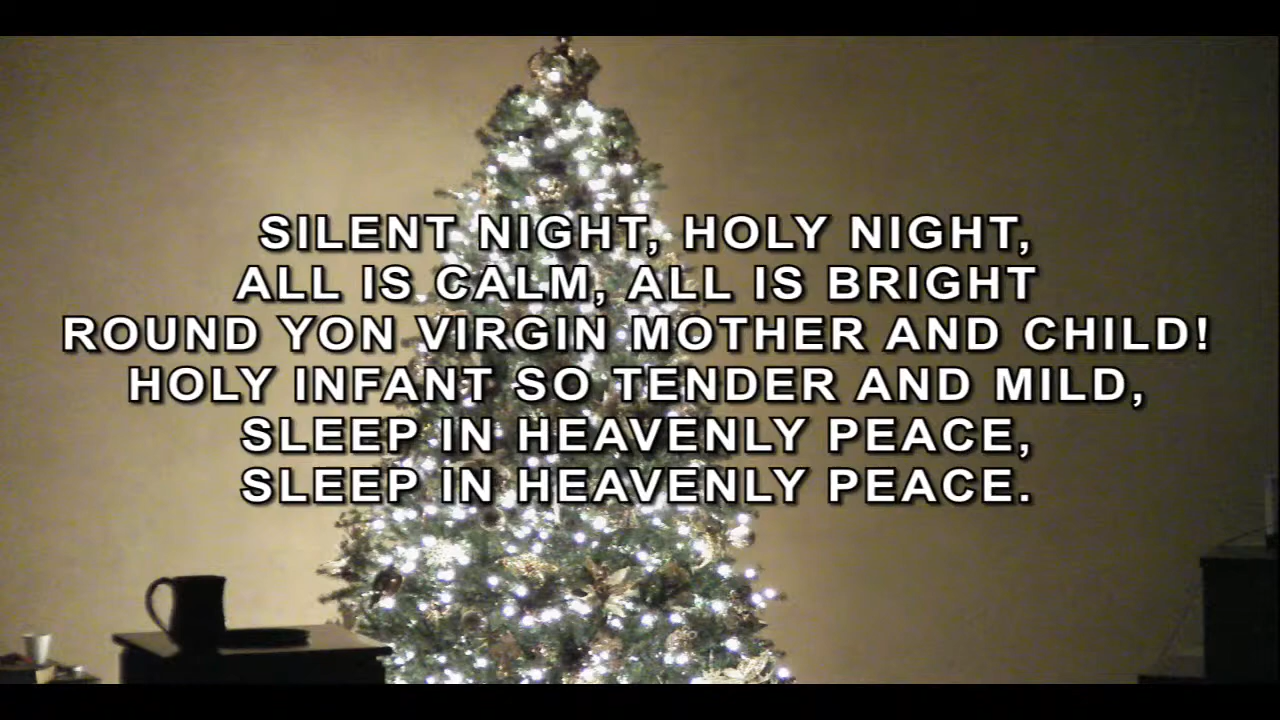 SILENT NIGHT, HOLY NIGHT,
ALL IS CALM, ALL IS BRIGHT
ROUND YON VIRGIN MOTHER AND CHILD!
HOLY INFANT SO TENDER AND MILD,
SLEEP IN HEAVENLY PEACE,
SLEEP IN HEAVENLY PEACE.